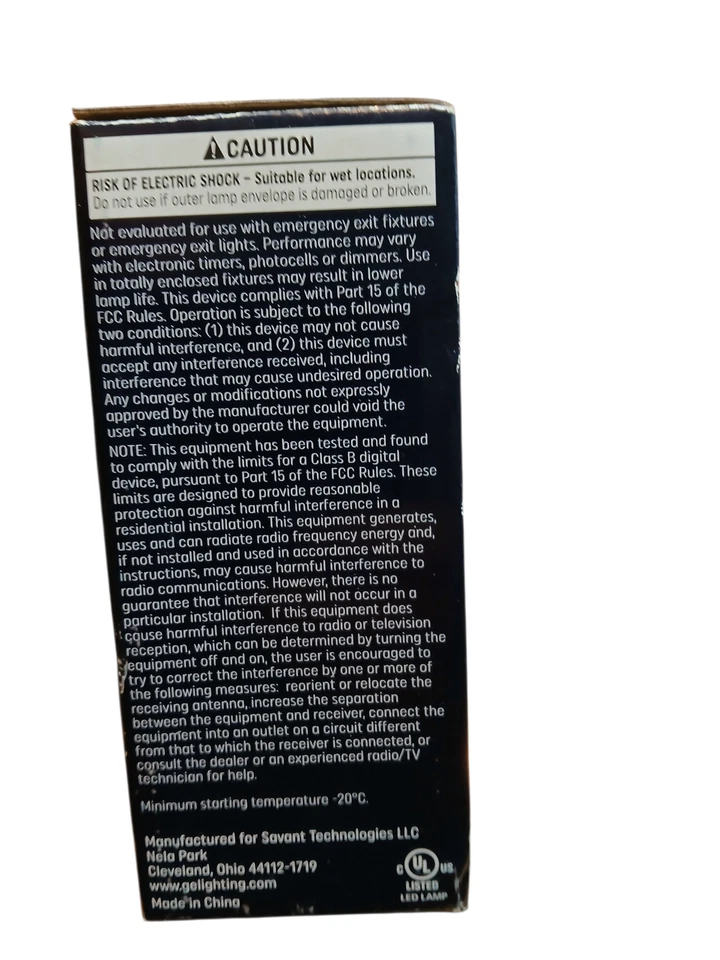 CAUTION
RISK OF ELECTRIC SHOCK – Suitable for wet locations.
Do not use if outer lamp envelope is damaged or broken.
Not evaluated for use with emergency exit fixtures
or emergency exit lights. Performance may vary
with electronic timers, photocells or dimmers. Use
in totally enclosed fixtures may result in lower
lamp life. This device complies with Part 15 of the
FCC Rules. Operation is subject to the following
two conditions: (1) this device may not cause
harmful interference, and (2) this device must
accept any interference received, including
interference that may cause undesired operation.
Any changes or modifications not expressly
approved by the manufacturer could void the
user's authority to operate the equipment.
NOTE: This equipment has been tested and found
to comply with the limits for a Class B digital
device, pursuant to Part 15 of the FCC Rules. These
limits are designed to provide reasonable
protection against harmful interference in a
residential installation. This equipment generates,
uses and can radiate radio frequency energy and,
if not installed and used in accordance with the
instructions, may cause harmful interference to
radio communications. However, there is no
guarantee that interference will not occur in a
particular installation. If this equipment does
cause harmful interference to radio or television
reception, which can be determined by turning the
equipment off and on, the user is encouraged to
try to correct the interference by one or more of
the following measures: reorient or relocate the
receiving antenna, increase the separation
between the equipment and receiver, connect the
equipment into an outlet on a circuit different
from that to which the receiver is connected, or
consult the dealer or an experienced radio/TV
technician for help.
Minimum starting temperature -20°C.
Manufactured for Savant Technologies LLC
Nela Park
Cleveland, Ohio 44112-1719
www.gelighting.com
Made in China
c UL US
LISTED
LED LAMP